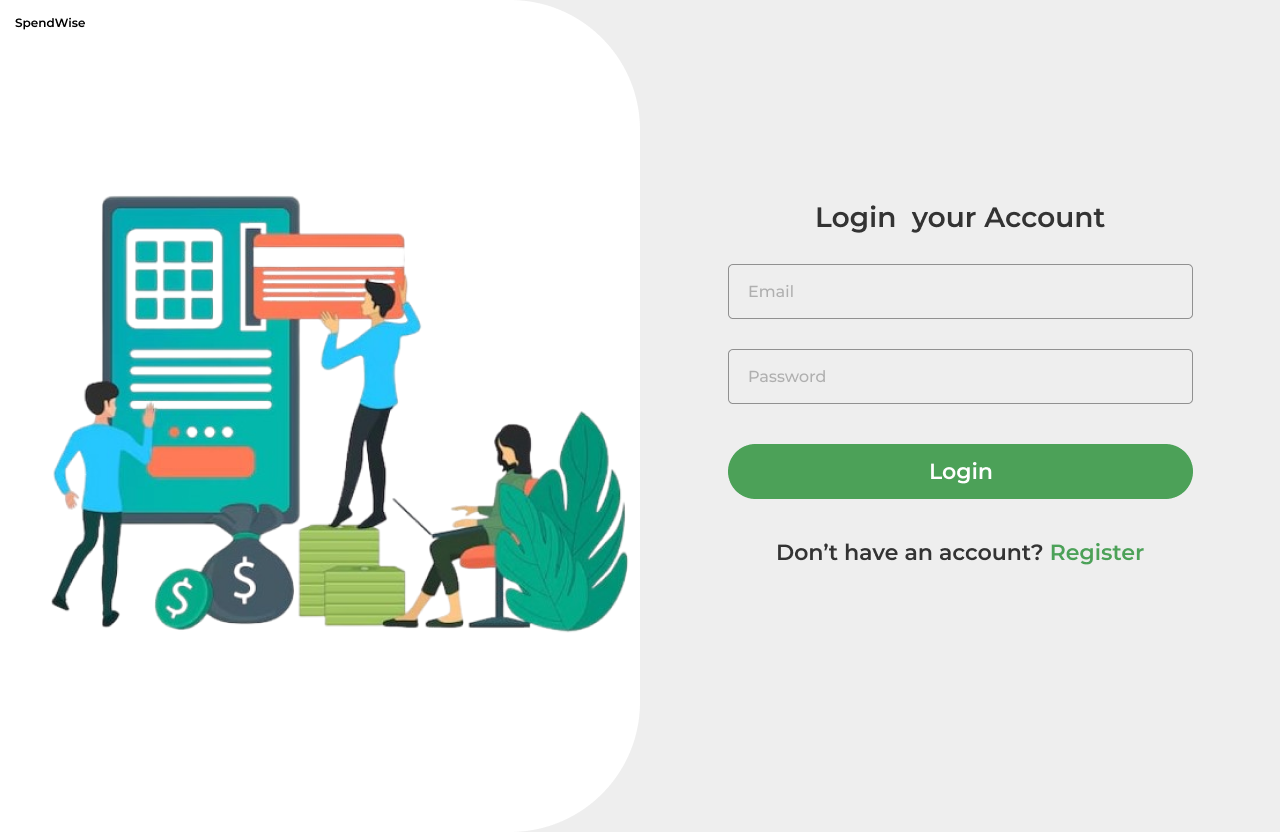 SpendWise
Login  your Account
Email
Password
Login
Don’t have an account? Register
$ $